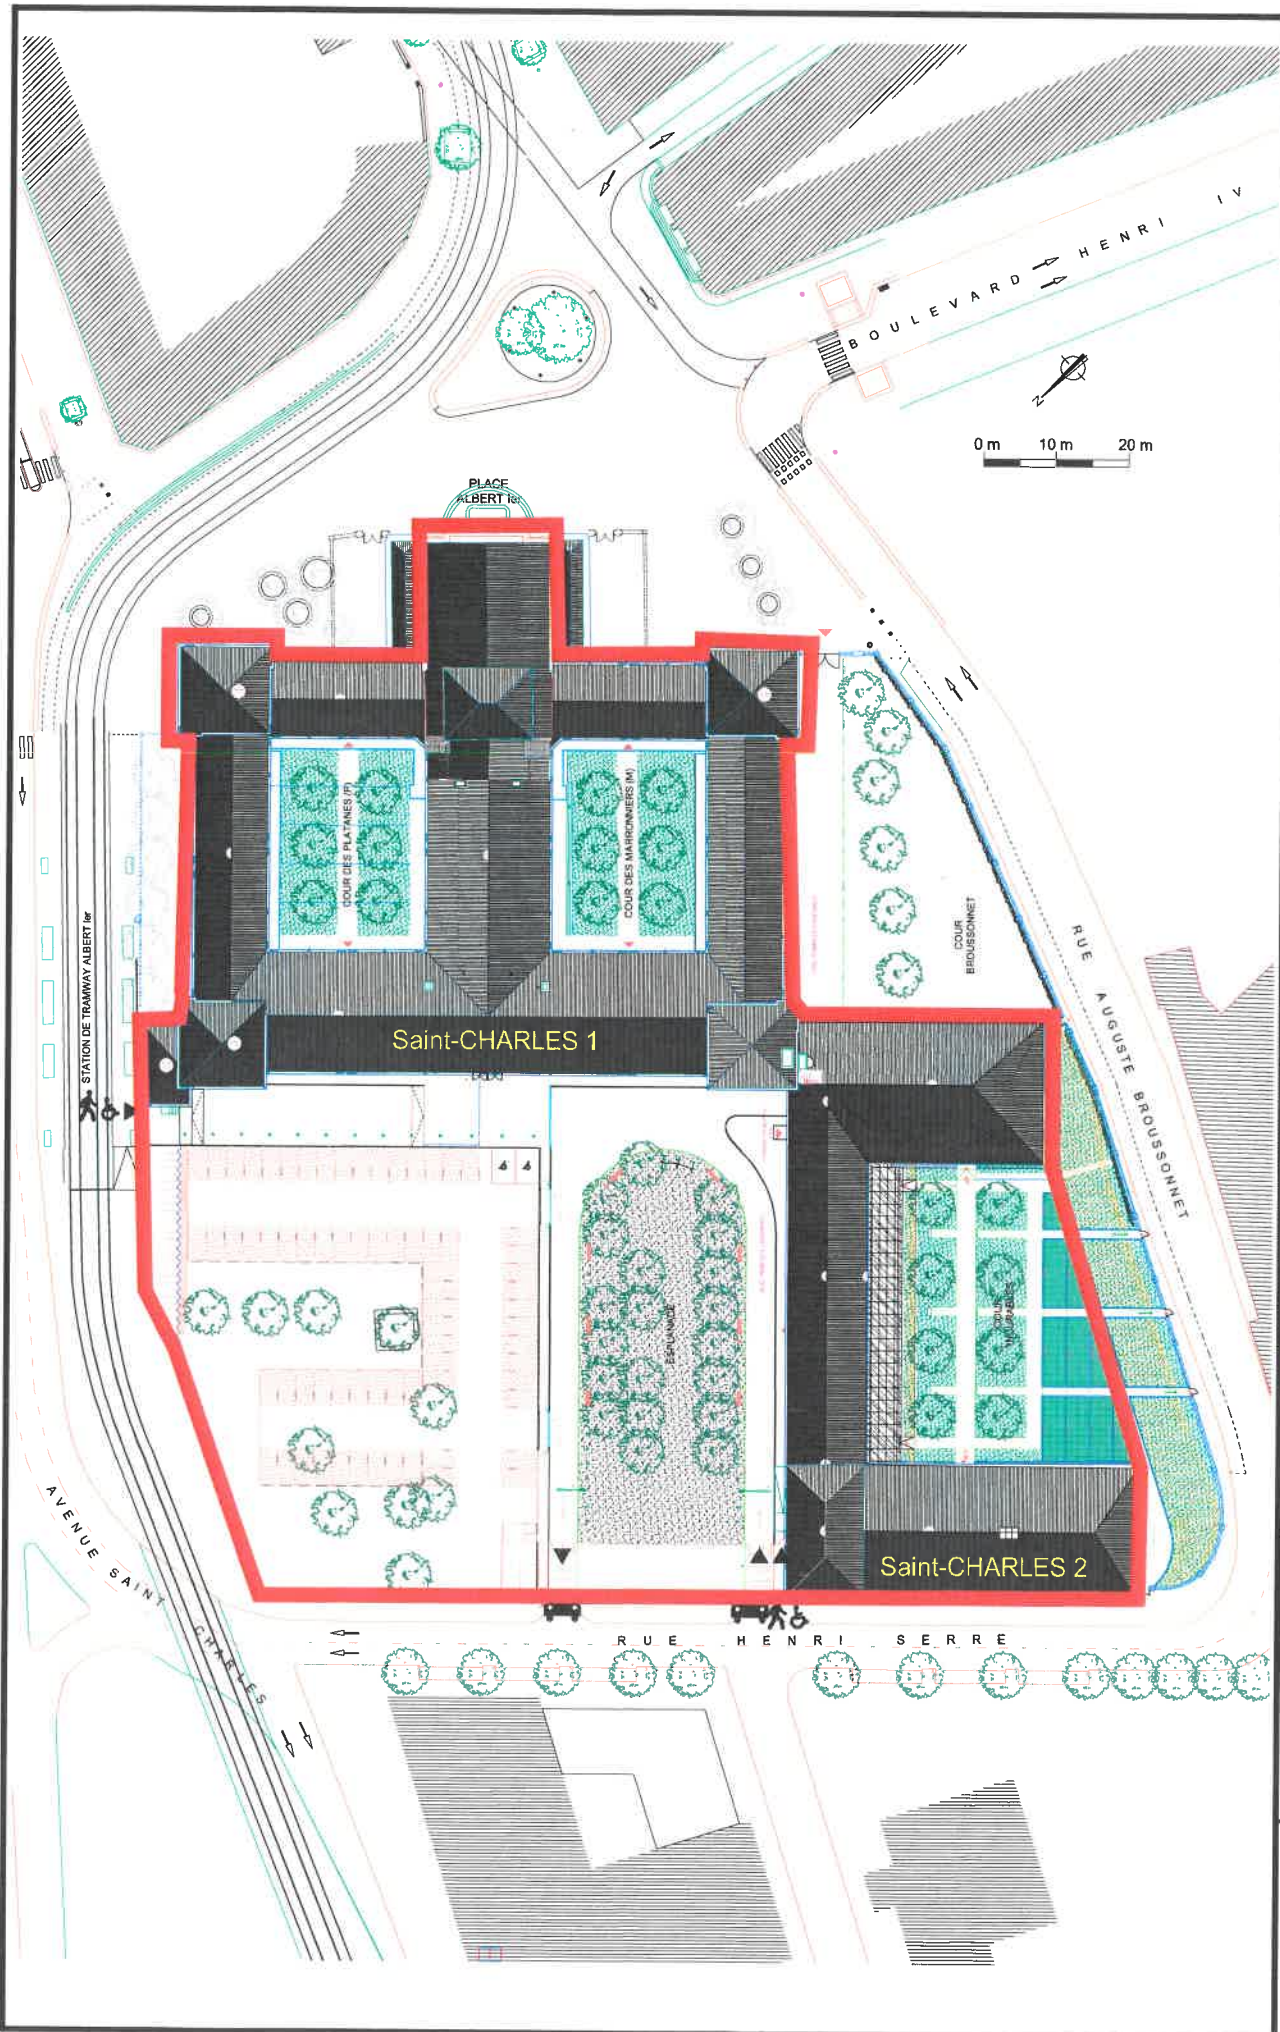 BOULEVARD HENRI IV
N
0 m 10 m 20 m
PLACE
ALBERT Ier
COUR DES PLATANES (P)
COUR DES MARRONNIERS (M)
COUR
BROUSSONNET
RUE AUGUSTE BROUSSONNET
STATION DE TRAMWAY ALBERT Ier
Saint-CHARLES 1
ESPLANADE
COUR
Saint-CHARLES 2
AVENUE SAINT CHARLES
RUE HENRI SERRE